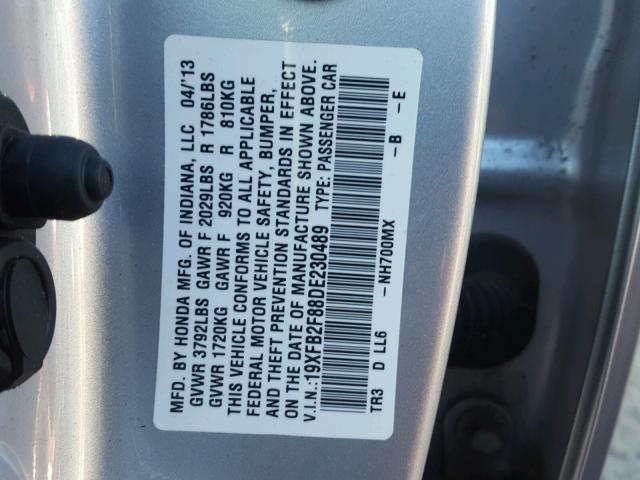 MFD. BY HONDA MFG. OF INDIANA, LLC 04/'13
GVWR 3792LBS GAWR F 2029LBS R 1786LBS
GVWR 1720KG GAWR F 920KG R 810KG
THIS VEHICLE CONFORMS TO ALL APPLICABLE
FEDERAL MOTOR VEHICLE SAFETY, BUMPER,
AND THEFT PREVENTION STANDARDS IN EFFECT
ON THE DATE OF MANUFACTURE SHOWN ABOVE.
V.I.N.:19XFB2F88DE230489 TYPE: PASSENGER CAR
TR3 D LL6 -NH700MX -B -E